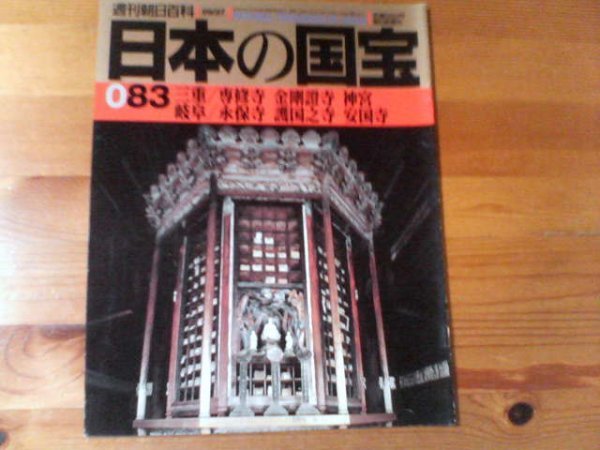 週刊朝日百科
日本の国宝
083
三重/専修寺 金剛證寺 神宮
岐阜/永保寺 護国之寺 安国寺